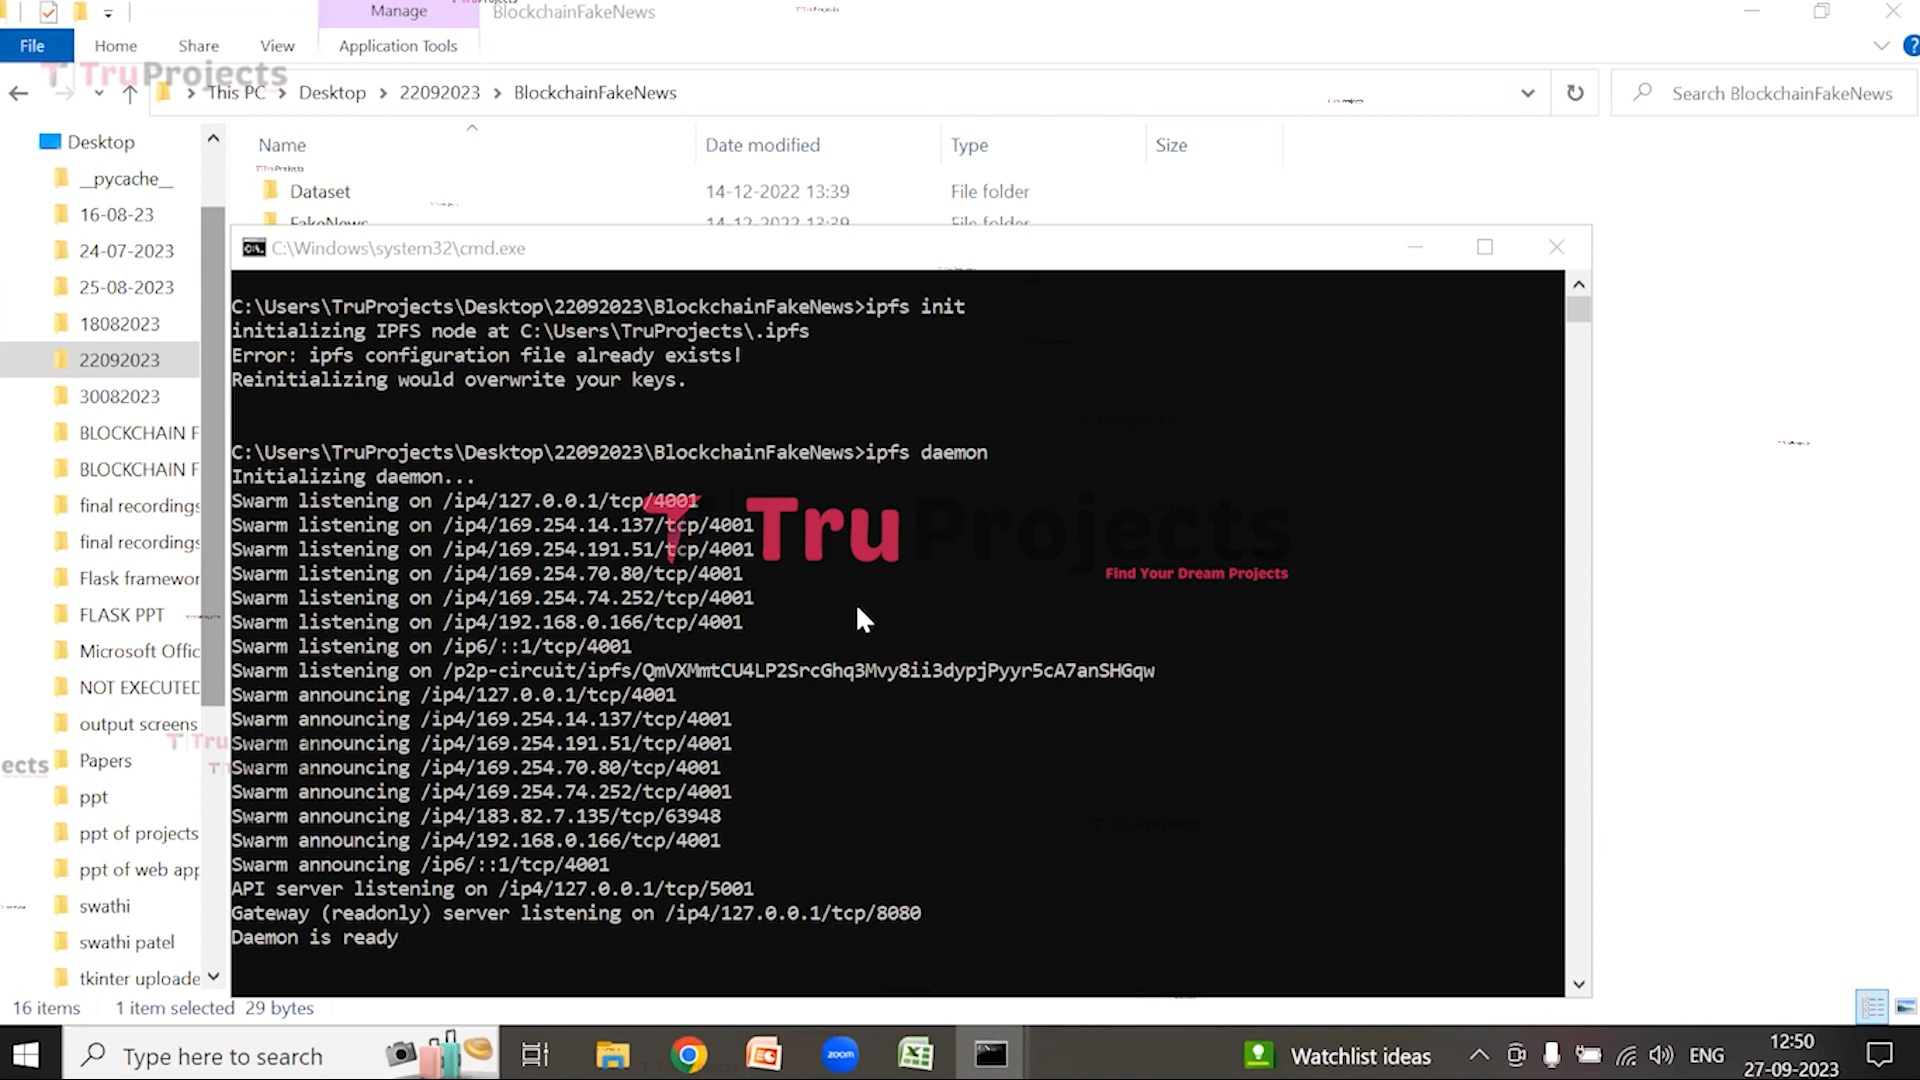 Manage
BlockchainFakeNews
File
Home
Share
View
Application Tools
TruProjects
This PC
Desktop
22092023
BlockchainFakeNews
Search BlockchainFakeNews
Name
Date modified
Type
Size
Dataset
14-12-2022 13:39
File folder
FakeNews
14-12-2022 13:39
File folder
Desktop
__pycache__
16-08-23
24-07-2023
25-08-2023
18082023
22092023
30082023
BLOCKCHAIN F
BLOCKCHAIN F
final recordings
final recordings
Flask framewor
FLASK PPT
Microsoft Offic
NOT EXECUTED
output screens
Papers
ppt
ppt of projects
ppt of web app
swathi
swathi patel
tkinter uploade
C:\Windows\system32\cmd.exe
C:\Users\TruProjects\Desktop\22092023\BlockchainFakeNews>ipfs init
initializing IPFS node at C:\Users\TruProjects\.ipfs
Error: ipfs configuration file already exists!
Reinitializing would overwrite your keys.
C:\Users\TruProjects\Desktop\22092023\BlockchainFakeNews>ipfs daemon
Initializing daemon...
Swarm listening on /ip4/127.0.0.1/tcp/4001
Swarm listening on /ip4/169.254.14.137/tcp/4001
Swarm listening on /ip4/169.254.191.51/tcp/4001
Swarm listening on /ip4/169.254.70.80/tcp/4001
Swarm listening on /ip4/169.254.74.252/tcp/4001
Swarm listening on /ip4/192.168.0.166/tcp/4001
Swarm listening on /ip6/::1/tcp/4001
Swarm listening on /p2p-circuit/ipfs/QmVXMmtCU4LP2SrcGhq3Mvy8ii3dypjPyyr5cA7anSHGqw
Swarm announcing /ip4/127.0.0.1/tcp/4001
Swarm announcing /ip4/169.254.14.137/tcp/4001
Swarm announcing /ip4/169.254.191.51/tcp/4001
Swarm announcing /ip4/169.254.70.80/tcp/4001
Swarm announcing /ip4/169.254.74.252/tcp/4001
Swarm announcing /ip4/183.82.7.135/tcp/63948
Swarm announcing /ip4/192.168.0.166/tcp/4001
Swarm announcing /ip6/::1/tcp/4001
API server listening on /ip4/127.0.0.1/tcp/5001
Gateway (readonly) server listening on /ip4/127.0.0.1/tcp/8080
Daemon is ready
TruProjects
Find Your Dream Projects
16 items
1 item selected 29 bytes
Type here to search
zoom
Watchlist ideas
ENG
12:50
27-09-2023